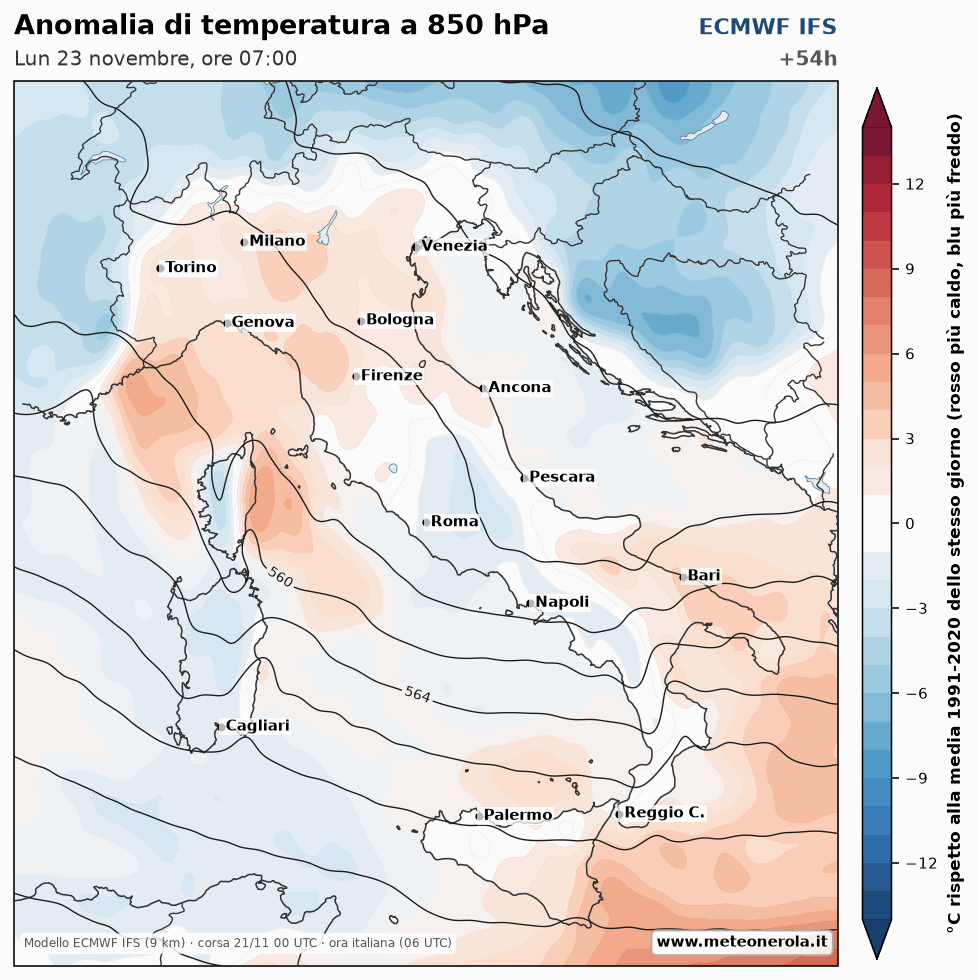 Anomalia di temperatura a 850 hPa
ECMWF IFS
Lun 23 novembre, ore 07:00
+54h
Milano
Venezia
Torino
Genova
Bologna
Firenze
Ancona
Pescara
Roma
560
Bari
Napoli
564
Cagliari
Palermo
Reggio C.
12
9
6
3
0
−3
−6
−9
−12
°C rispetto alla media 1991-2020 dello stesso giorno (rosso più caldo, blu più freddo)
Modello ECMWF IFS (9 km) · corsa 21/11 00 UTC · ora italiana (06 UTC)
www.meteonerola.it